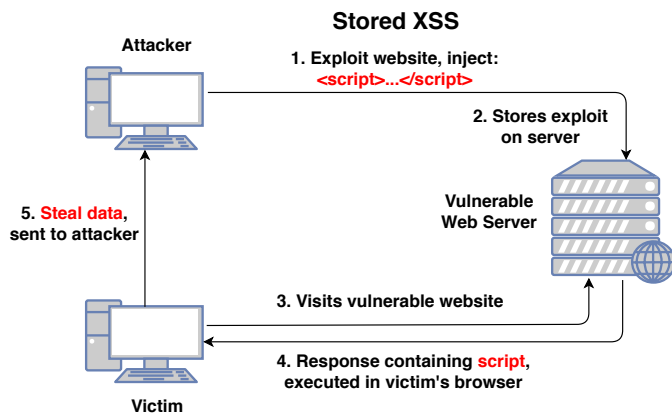 Stored XSS
Attacker
1. Exploit website, inject:
<script>...</script>
2. Stores exploit
on server
Vulnerable
Web Server
5. Steal data,
sent to attacker
3. Visits vulnerable website
4. Response containing script,
executed in victim's browser
Victim